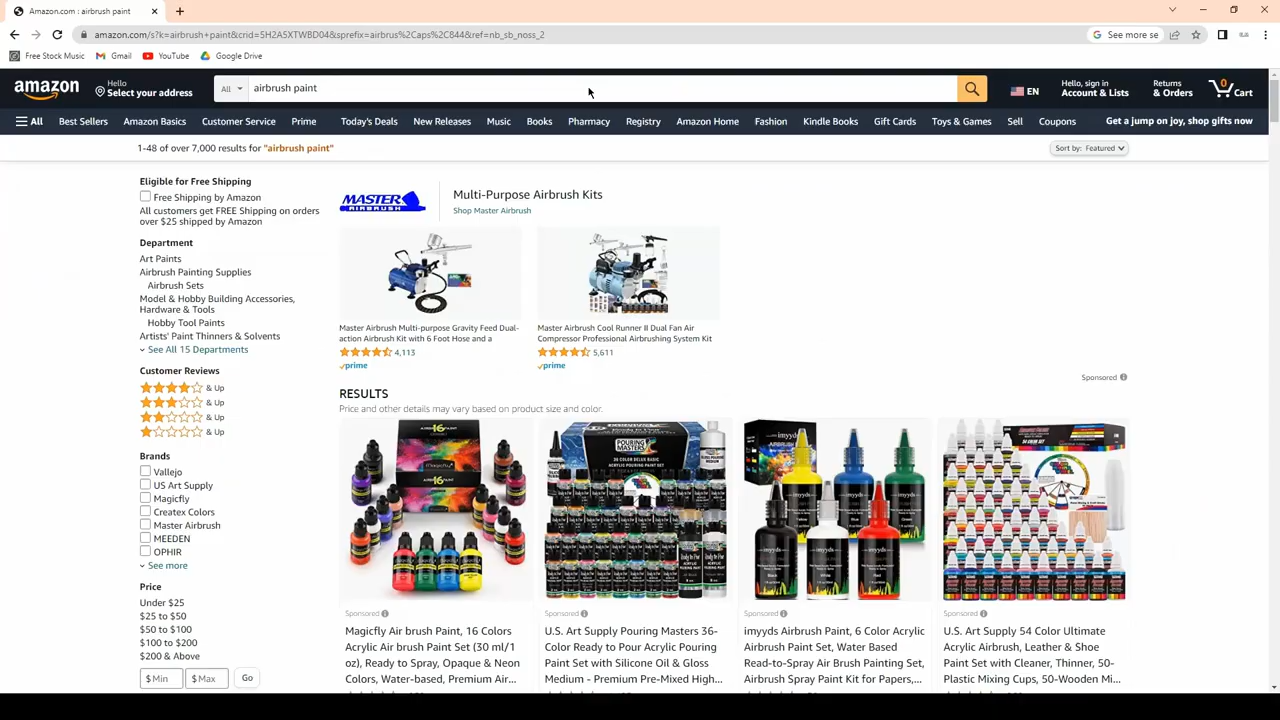 Amazon.com : airbrush paint
amazon.com/s?k=airbrush+paint&crid=5H2A5XTWBD04&sprefix=airbrus%2Caps%2C844&ref=nb_sb_noss_2
See more se
Free Stock Music
Gmail
YouTube
Google Drive
amazon
Hello
Select your address
All
airbrush paint
EN
Hello, sign in
Account & Lists
Returns
& Orders
0
Cart
All
Best Sellers
Amazon Basics
Customer Service
Prime
Today's Deals
New Releases
Music
Books
Pharmacy
Registry
Amazon Home
Fashion
Kindle Books
Gift Cards
Toys & Games
Sell
Coupons
Get a jump on joy, shop gifts now
1-48 of over 7,000 results for "airbrush paint"
Sort by: Featured
Eligible for Free Shipping
Free Shipping by Amazon
All customers get FREE Shipping on orders
over $25 shipped by Amazon
Department
Art Paints
Airbrush Painting Supplies
Airbrush Sets
Model & Hobby Building Accessories,
Hardware & Tools
Hobby Tool Paints
Artists' Paint Thinners & Solvents
See All 15 Departments
Customer Reviews
& Up
& Up
& Up
& Up
Brands
Vallejo
US Art Supply
Magicfly
Createx Colors
Master Airbrush
MEEDEN
OPHIR
See more
Price
Under $25
$25 to $50
$50 to $100
$100 to $200
$200 & Above
$ Min
$ Max
Go
MASTER
AIRBRUSH
Multi-Purpose Airbrush Kits
Shop Master Airbrush
Master Airbrush Multi-purpose Gravity Feed Dual-
action Airbrush Kit with 6 Foot Hose and a
4,113
prime
Master Airbrush Cool Runner II Dual Fan Air
Compressor Professional Airbrushing System Kit
5,611
prime
Sponsored
RESULTS
Price and other details may vary based on product size and color.
POURING
MASTERS
imyyds
Yellow
Blue
Green
imyyds
imyyds
imyyds
Black
White
Red
Sponsored
Magicfly Air brush Paint, 16 Colors
Acrylic Air brush Paint Set (30 ml/1
oz), Ready to Spray, Opaque & Neon
Colors, Water-based, Premium Air...
Sponsored
U.S. Art Supply Pouring Masters 36-
Color Ready to Pour Acrylic Pouring
Paint Set with Silicone Oil & Gloss
Medium - Premium Pre-Mixed High...
Sponsored
imyyds Airbrush Paint, 6 Color Acrylic
Airbrush Paint Set, Water Based
Ready-to-Spray Air Brush Painting Set,
Airbrush Spray Paint Kit for Papers,...
Sponsored
U.S. Art Supply 54 Color Ultimate
Acrylic Airbrush, Leather & Shoe
Paint Set with Cleaner, Thinner, 50-
Plastic Mixing Cups, 50-Wooden Mi...